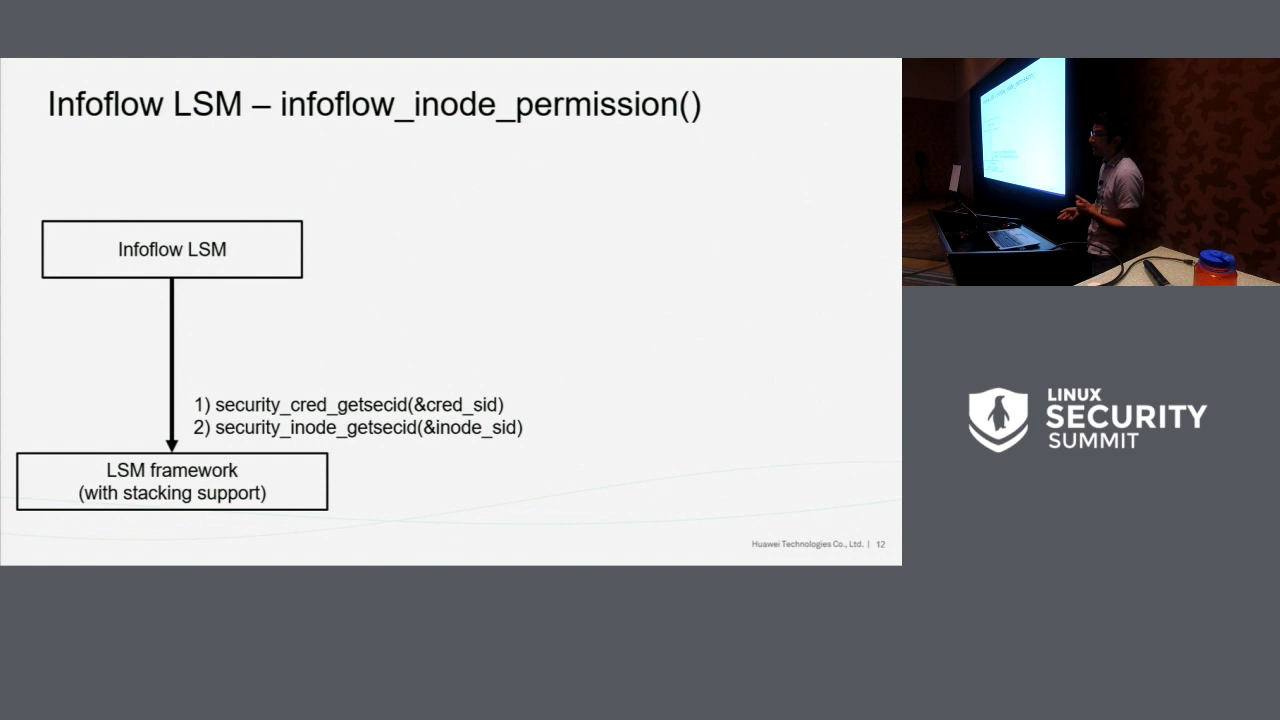 Infoflow LSM – infoflow_inode_permission()
Infoflow LSM
1) security_cred_getsecid(&cred_sid)
2) security_inode_getsecid(&inode_sid)
LSM framework
(with stacking support)
Huawei Technologies Co., Ltd. | 12
LINUX
SECURITY
SUMMIT